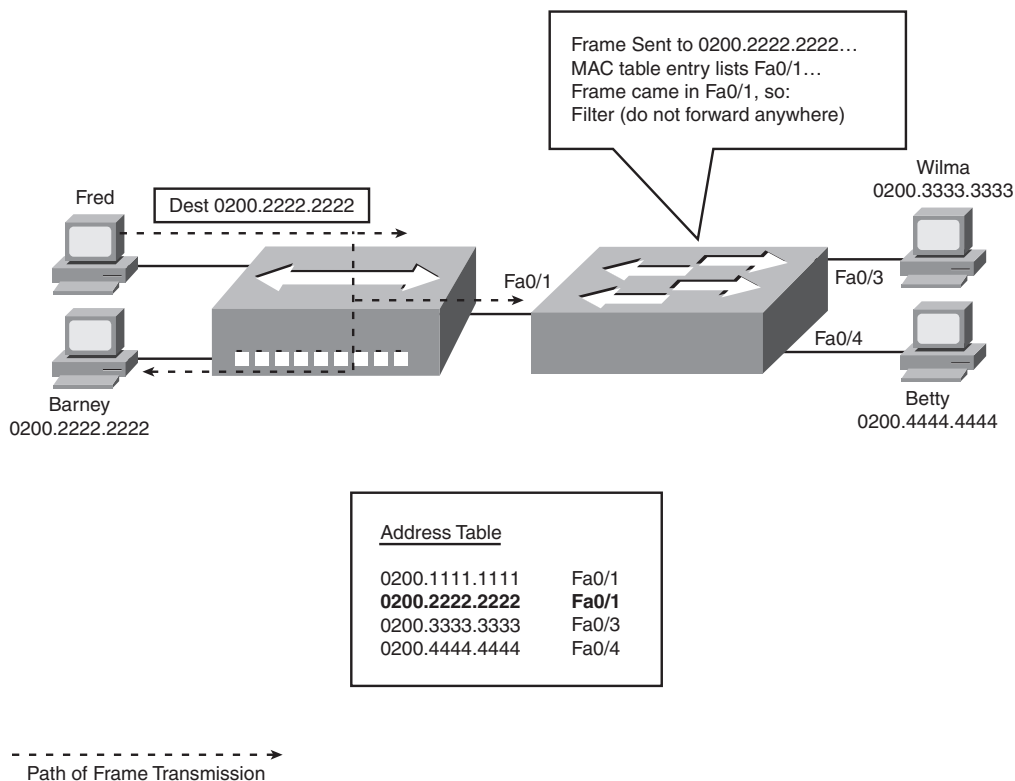 Frame Sent to 0200.2222.2222…
MAC table entry lists Fa0/1…
Frame came in Fa0/1, so:
Filter (do not forward anywhere)
Fred
Dest 0200.2222.2222
Wilma
0200.3333.3333
Fa0/1
Fa0/3
Fa0/4
Barney
0200.2222.2222
Betty
0200.4444.4444
Address Table
0200.1111.1111 Fa0/1
0200.2222.2222 Fa0/1
0200.3333.3333 Fa0/3
0200.4444.4444 Fa0/4
Path of Frame Transmission